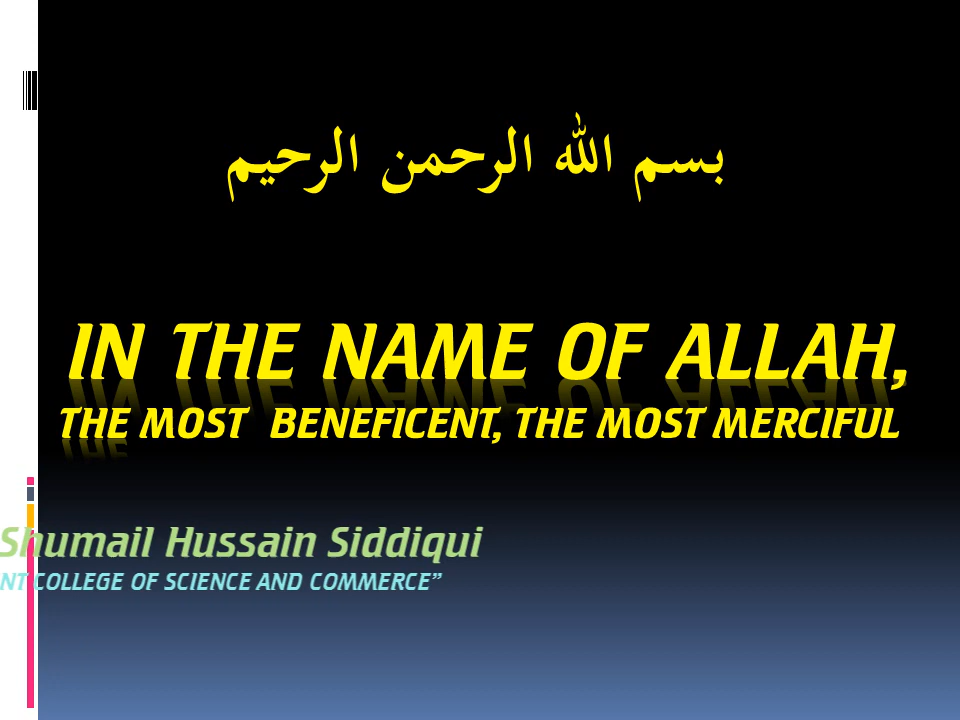 بسم الله الرحمن الرحيم
IN THE NAME OF ALLAH,
THE MOST BENEFICENT, THE MOST MERCIFUL
Shumail Hussain Siddiqui
NT COLLEGE OF SCIENCE AND COMMERCE”